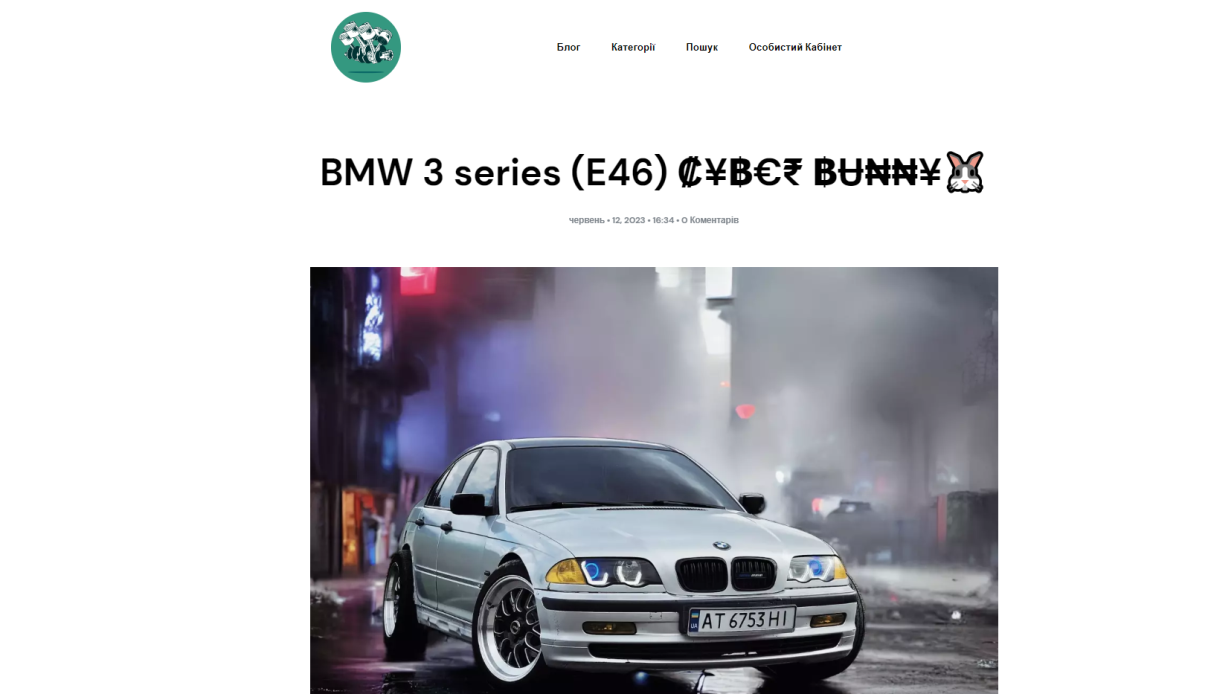 Блог Категорії Пошук Особистий Кабінет
BMW 3 series (E46) ₡¥฿€₹ ฿Ʉ₦₦¥🐰
червень • 12, 2023 • 16:34 • 0 Коментарів
UA AT 6753 HI